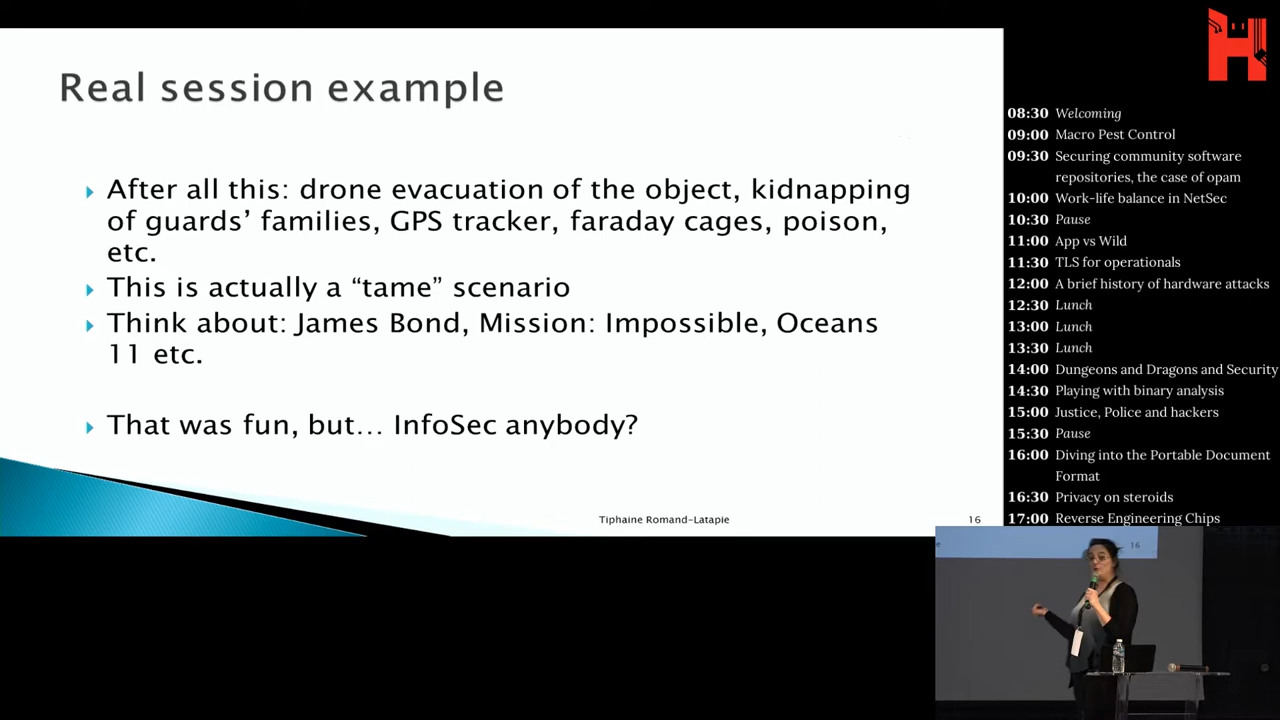 Real session example
After all this: drone evacuation of the object, kidnapping
of guards’ families, GPS tracker, faraday cages, poison,
etc.
This is actually a “tame” scenario
Think about: James Bond, Mission: Impossible, Oceans
11 etc.
That was fun, but... InfoSec anybody?
Tiphaine Romand-Latapie
16
08:30 Welcoming
09:00 Macro Pest Control
09:30 Securing community software
repositories, the case of opam
10:00 Work-life balance in NetSec
10:30 Pause
11:00 App vs Wild
11:30 TLS for operationals
12:00 A brief history of hardware attacks
12:30 Lunch
13:00 Lunch
13:30 Lunch
14:00 Dungeons and Dragons and Security
14:30 Playing with binary analysis
15:00 Justice, Police and hackers
15:30 Pause
16:00 Diving into the Portable Document
Format
16:30 Privacy on steroids
17:00 Reverse Engineering Chips
16